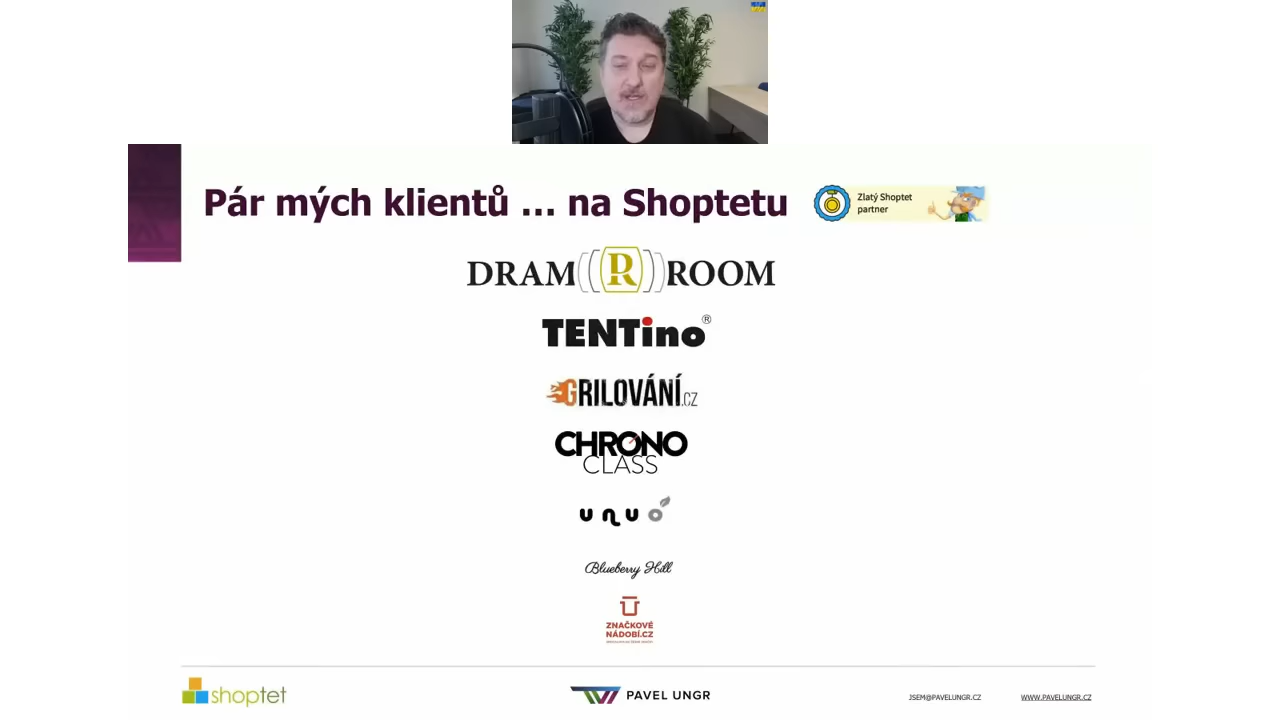 Pár mých klientů ... na Shoptetu
Zlatý Shoptet
partner
DRAM R ROOM
TENTino®
GRILOVÁNÍ.CZ
CHRONO
CLASS
unuo
Blueberry Hill
ZNAČKOVÉ
NÁDOBÍ.CZ
shoptet
PAVEL UNGR
JSEM@PAVELUNGR.CZ
WWW.PAVELUNGR.CZ